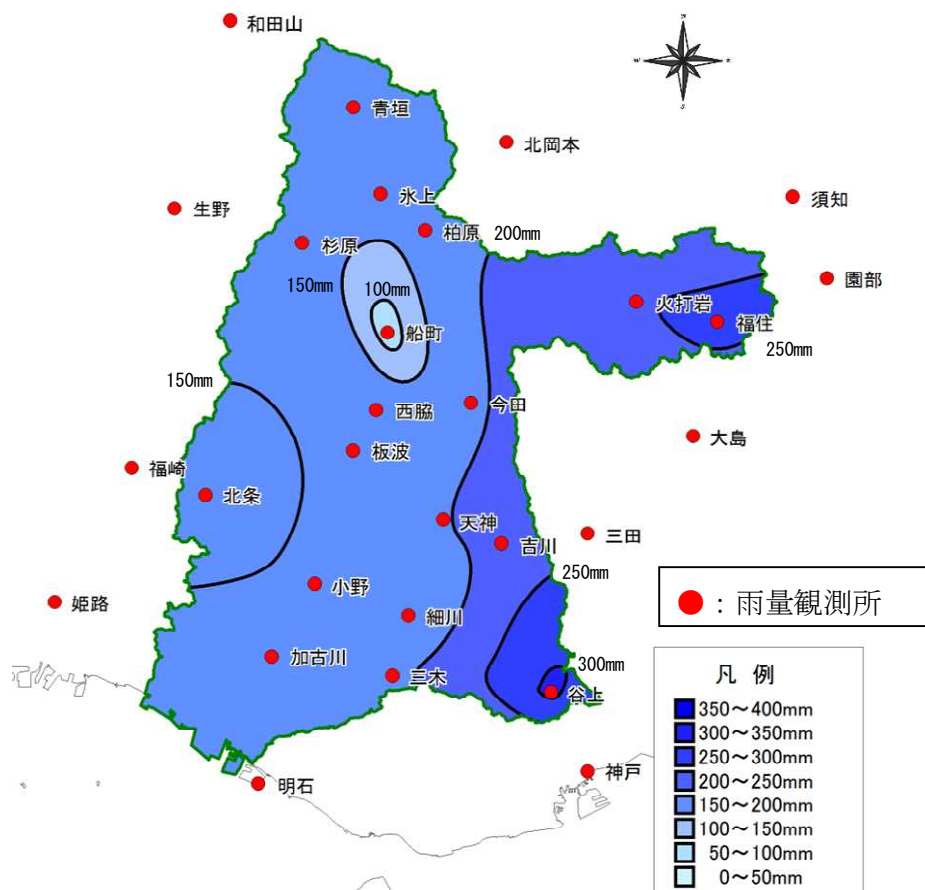 和田山
青垣
北岡本
氷上
須知
生野
柏原
200mm
杉原
園部
150mm
100mm
火打岩
福住
船町
250mm
150mm
今田
西脇
大島
板波
福崎
北条
天神
三田
吉川
250mm
小野
姫路
細川
●：雨量観測所
加古川
300mm
三木
谷上
凡 例
350～400mm
300～350mm
250～300mm
200～250mm
150～200mm
100～150mm
50～100mm
0～50mm
神戸
明石